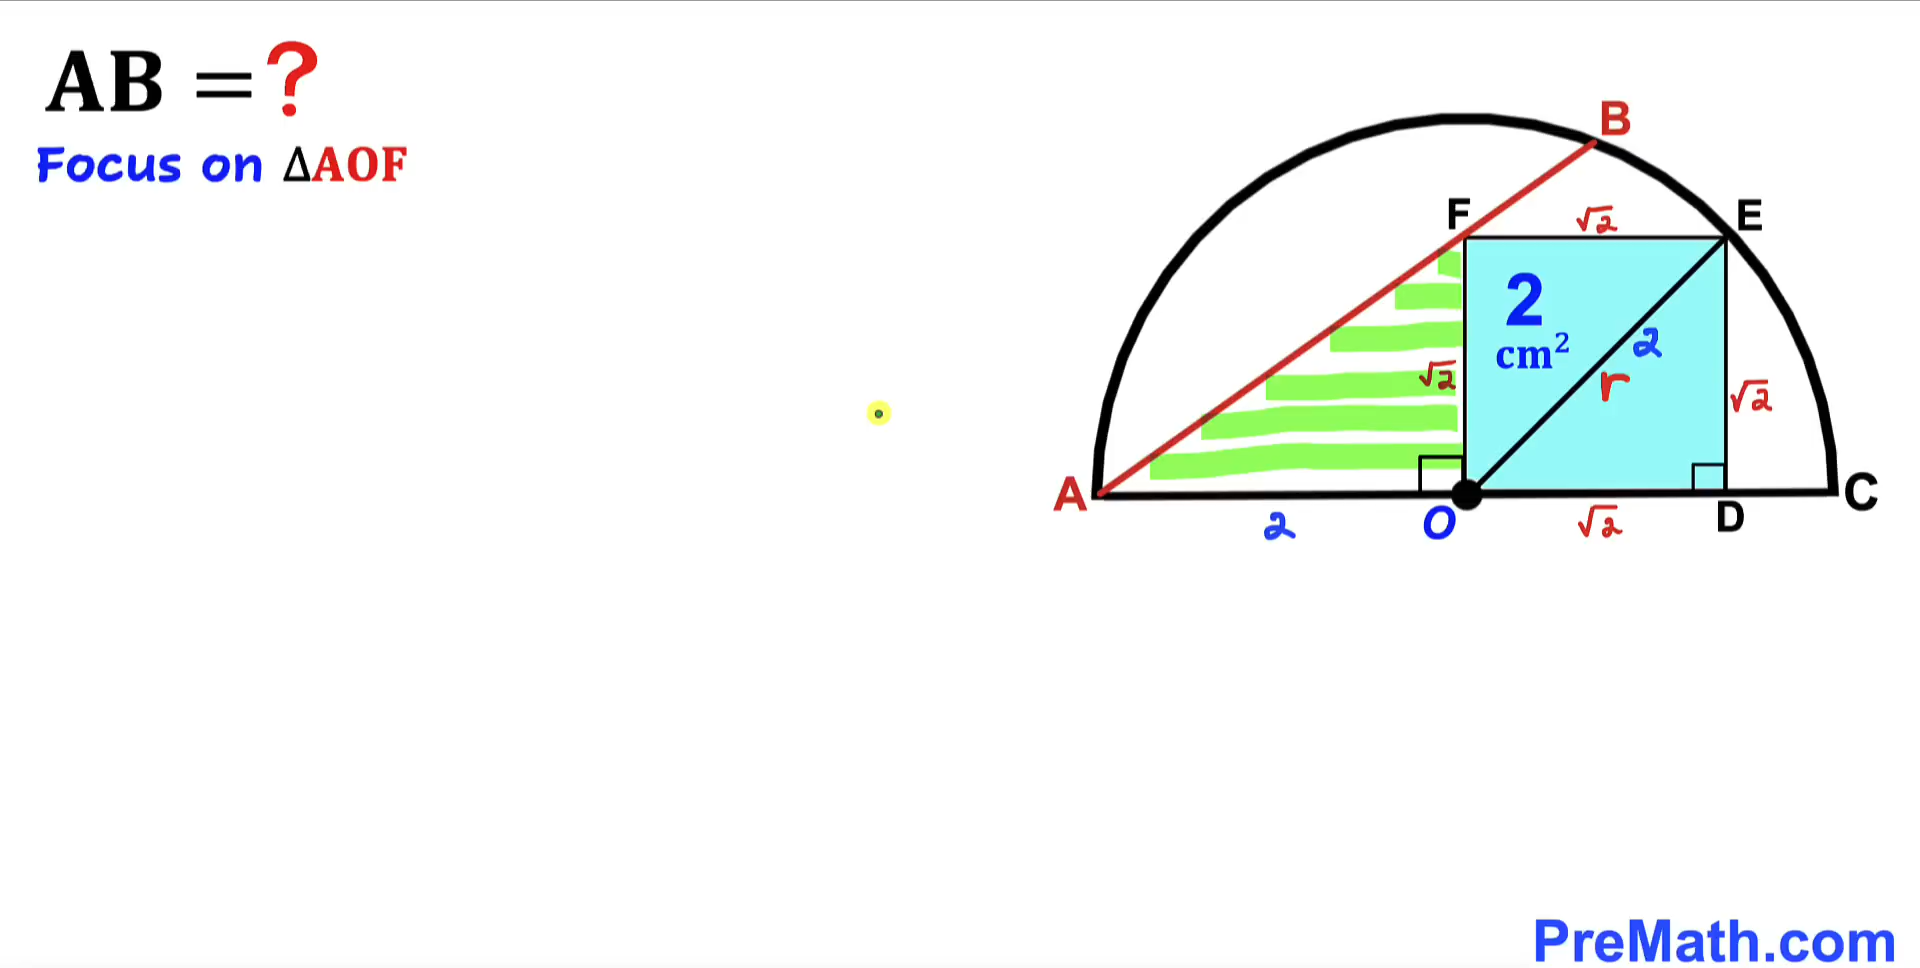 AB =?
Focus on ΔAOF
B
F
√2
E
2
cm²
2
r
√2
√2
A
2
O
√2
D
C
PreMath.com